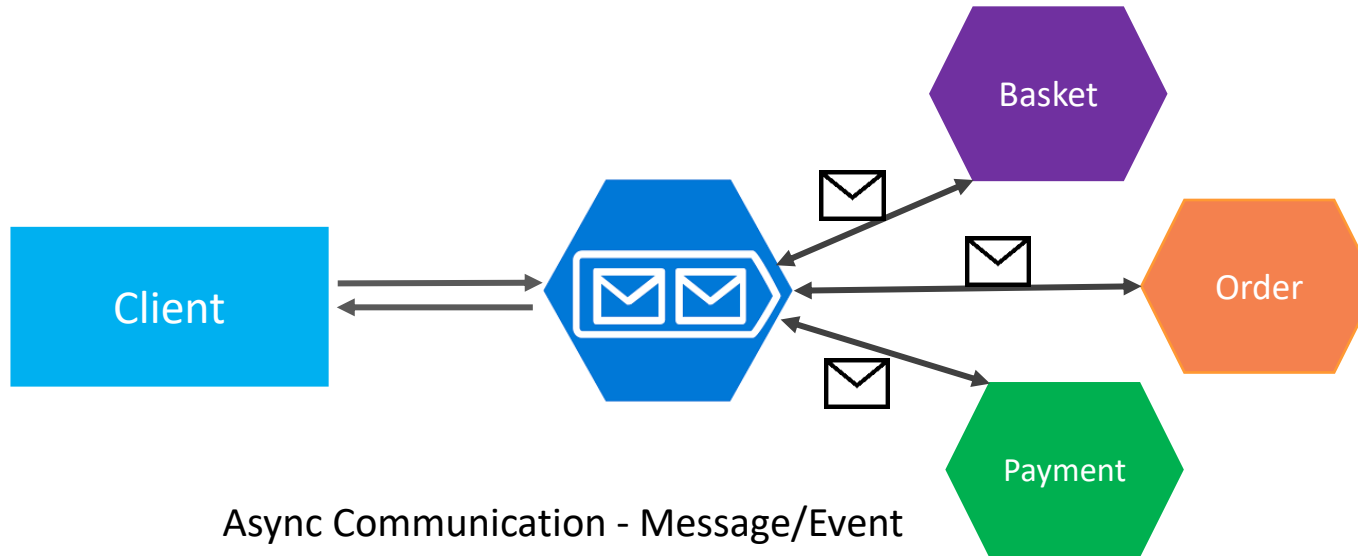 Basket
Client
Order
Payment
Async Communication - Message/Event